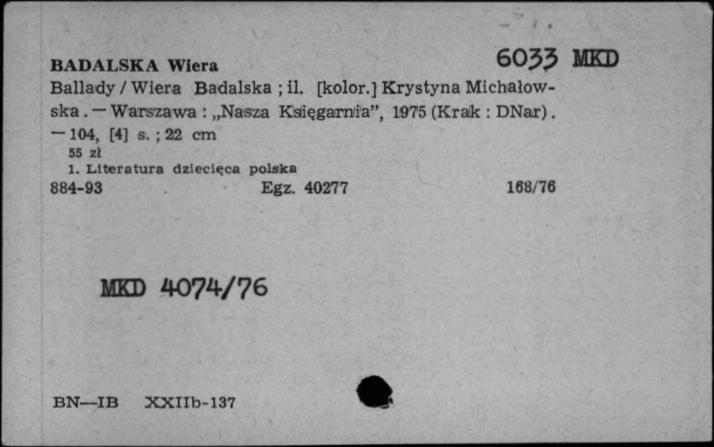 6033 MKD
BADALSKA Wiera
Ballady / Wiera Badalska ; il. [kolor.] Krystyna Michałow-
ska. — Warszawa : „Nasza Księgarnia”, 1975 (Krak : DNar).
— 104, [4] s. ; 22 cm
55 zł
1. Literatura dziecięca polska
884-93 Egz. 40277 168/76
MKD 4074/76
BN—IB XXIIb-137